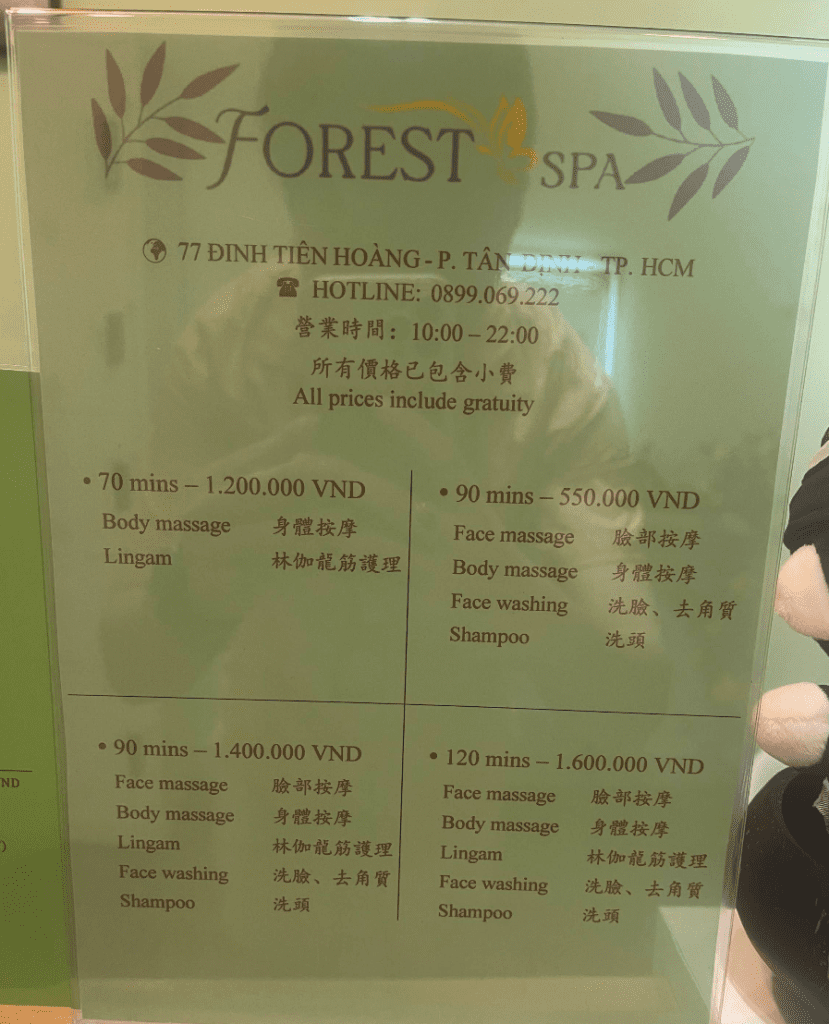 FOREST SPA
77 ĐINH TIÊN HOÀNG - P. TÂN ĐỊNH - TP. HCM
HOTLINE: 0899.069.222
營業時間：10:00 – 22:00
所有價格已包含小費
All prices include gratuity
• 70 mins – 1.200.000 VND
Body massage 身體按摩
Lingam 林伽龍筋護理
• 90 mins – 550.000 VND
Face massage 臉部按摩
Body massage 身體按摩
Face washing 洗臉、去角質
Shampoo 洗頭
• 90 mins – 1.400.000 VND
Face massage 臉部按摩
Body massage 身體按摩
Lingam 林伽龍筋護理
Face washing 洗臉、去角質
Shampoo 洗頭
• 120 mins – 1.600.000 VND
Face massage 臉部按摩
Body massage 身體按摩
Lingam 林伽龍筋護理
Face washing 洗臉、去角質
Shampoo 洗頭